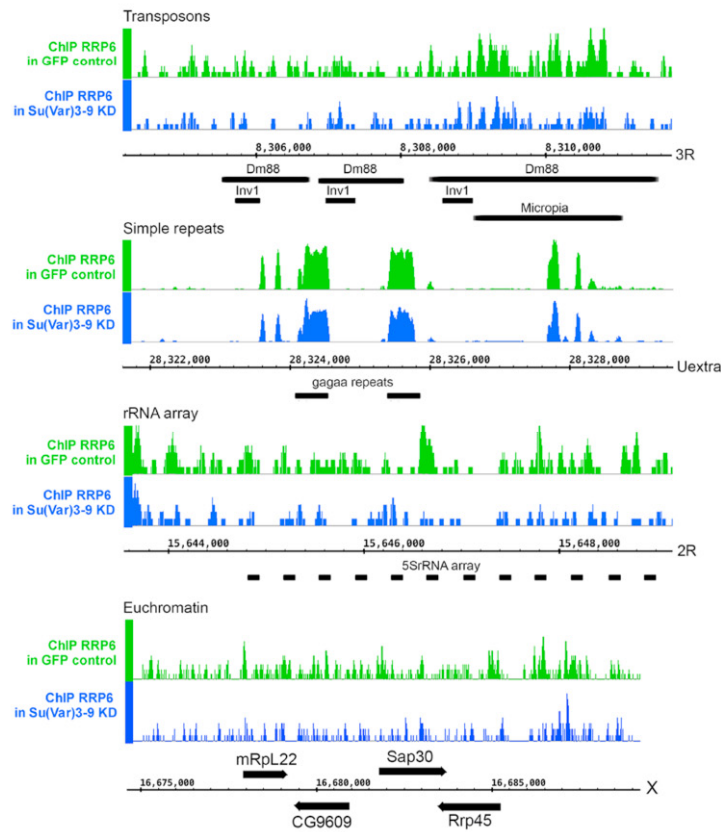 Transposons
ChIP RRP6
in GFP control
ChIP RRP6
in Su(Var)3-9 KD
8,306,000 8,308,000 8,310,000 3R
Dm88 Dm88 Dm88
Inv1 Inv1 Inv1
Micropia
Simple repeats
ChIP RRP6
in GFP control
ChIP RRP6
in Su(Var)3-9 KD
28,322,000 28,324,000 28,326,000 28,328,000 Uextra
gagaa repeats
rRNA array
ChIP RRP6
in GFP control
ChIP RRP6
in Su(Var)3-9 KD
15,644,000 15,646,000 15,648,000 2R
5SrRNA array
Euchromatin
ChIP RRP6
in GFP control
ChIP RRP6
in Su(Var)3-9 KD
mRpL22 Sap30
16,675,000 16,680,000 16,685,000 X
CG9609 Rrp45